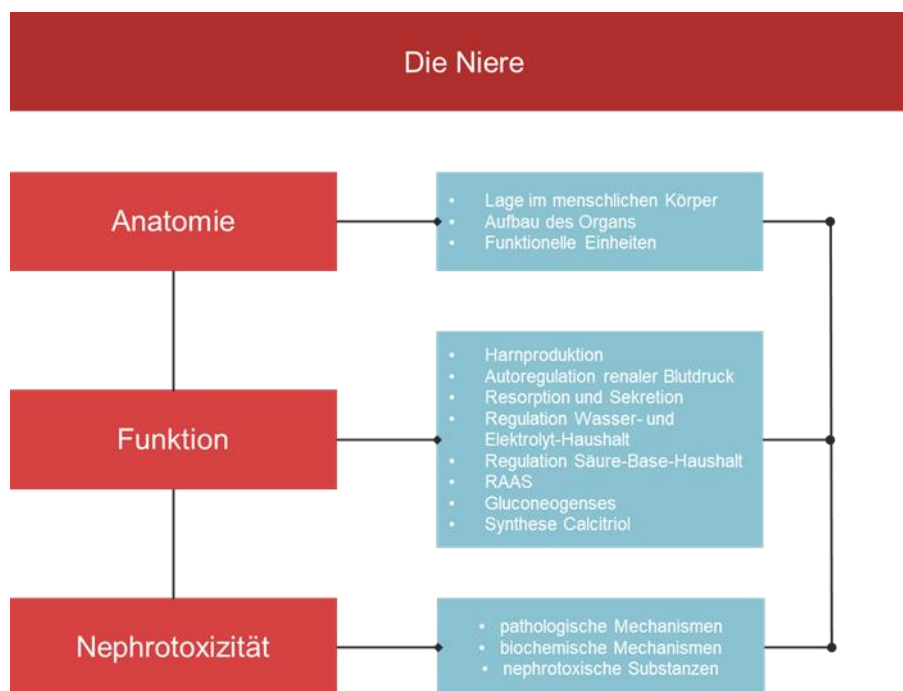 Die Niere
Anatomie
• Lage im menschlichen Körper
• Aufbau des Organs
• Funktionelle Einheiten
Funktion
• Harnproduktion
• Autoregulation renaler Blutdruck
• Resorption und Sekretion
• Regulation Wasser- und
Elektrolyt-Haushalt
• Regulation Säure-Base-Haushalt
• RAAS
• Gluconeogenses
• Synthese Calcitriol
Nephrotoxizität
• pathologische Mechanismen
• biochemische Mechanismen
• nephrotoxische Substanzen